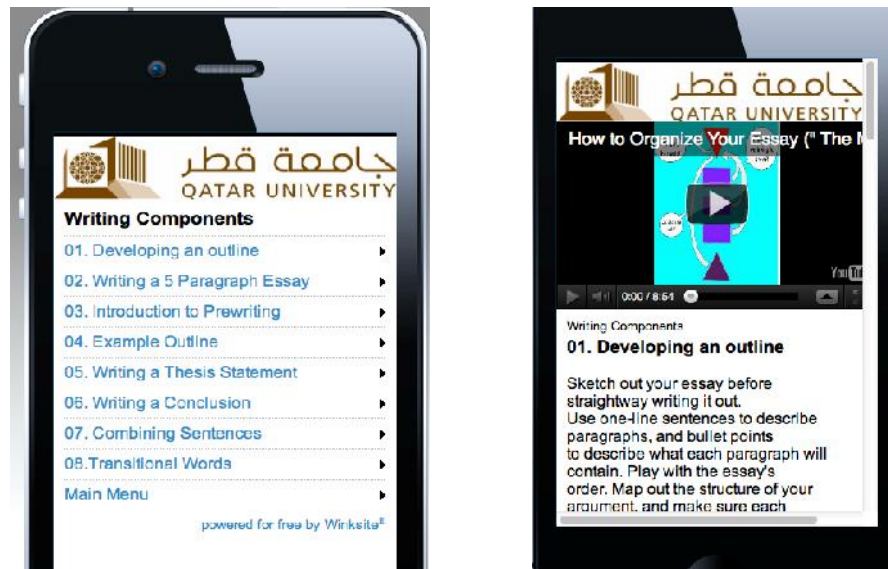 جامعة قطر
QATAR UNIVERSITY
Writing Components
01. Developing an outline
02. Writing a 5 Paragraph Essay
03. Introduction to Prewriting
04. Example Outline
05. Writing a Thesis Statement
06. Writing a Conclusion
07. Combining Sentences
08.Transitional Words
Main Menu
powered for free by Winksite
جامعة قطر
QATAR UNIVERSITY
How to Organize Your Essay (" The M
You
0:00 / 8:54
Writing Components
01. Developing an outline
Sketch out your essay before
straightway writing it out.
Use one-line sentences to describe
paragraphs, and bullet points
to describe what each paragraph will
contain. Play with the essay's
order. Map out the structure of your
argument, and make sure each